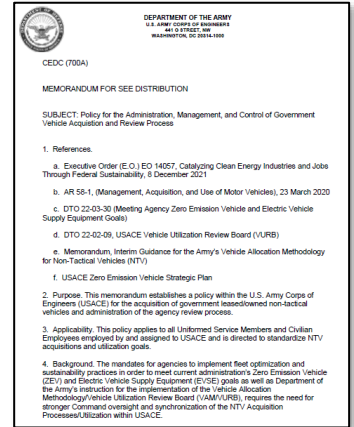 DEPARTMENT OF THE ARMY
U.S. ARMY CORPS OF ENGINEERS
441 G STREET, NW
WASHINGTON, DC 20314-1000
CEDC (700A)
MEMORANDUM FOR SEE DISTRIBUTION
SUBJECT: Policy for the Administration, Management, and Control of Government
Vehicle Acquistion and Review Process
1. References.
a. Executive Order (E.O.) EO 14057, Catalyzing Clean Energy Industries and Jobs
Through Federal Sustainability, 8 December 2021
b. AR 58-1, (Management, Acquisition, and Use of Motor Vehicles), 23 March 2020
c. DTO 22-03-30 (Meeting Agency Zero Emission Vehicle and Electric Vehicle
Supply Equipment Goals)
d. DTO 22-02-09, USACE Vehicle Utilization Review Board (VURB)
e. Memorandum, Interim Guidance for the Army's Vehicle Allocation Methodology
for Non-Tactical Vehicles (NTV)
f. USACE Zero Emission Vehicle Strategic Plan
2. Purpose. This memorandum establishes a policy within the U.S. Army Corps of
Engineers (USACE) for the acquisition of government leased/owned non-tactical
vehicles and administration of the agency review process.
3. Applicability. This policy applies to all Uniformed Service Members and Civilian
Employees employed by and assigned to USACE and is directed to standardize NTV
acquisitions and utilization goals.
4. Background. The mandates for agencies to implement fleet optimization and
sustainability practices in order to meet current administration's Zero Emission Vehicle
(ZEV) and Electric Vehicle Supply Equipment (EVSE) goals as well as Department of
the Army's instruction for the implementation of the Vehicle Allocation
Methodology/Vehicle Utilization Review Board (VAM/VURB), requires the need for
stronger Command oversight and synchronization of the NTV Acquisition
Processes/Utilization within USACE.